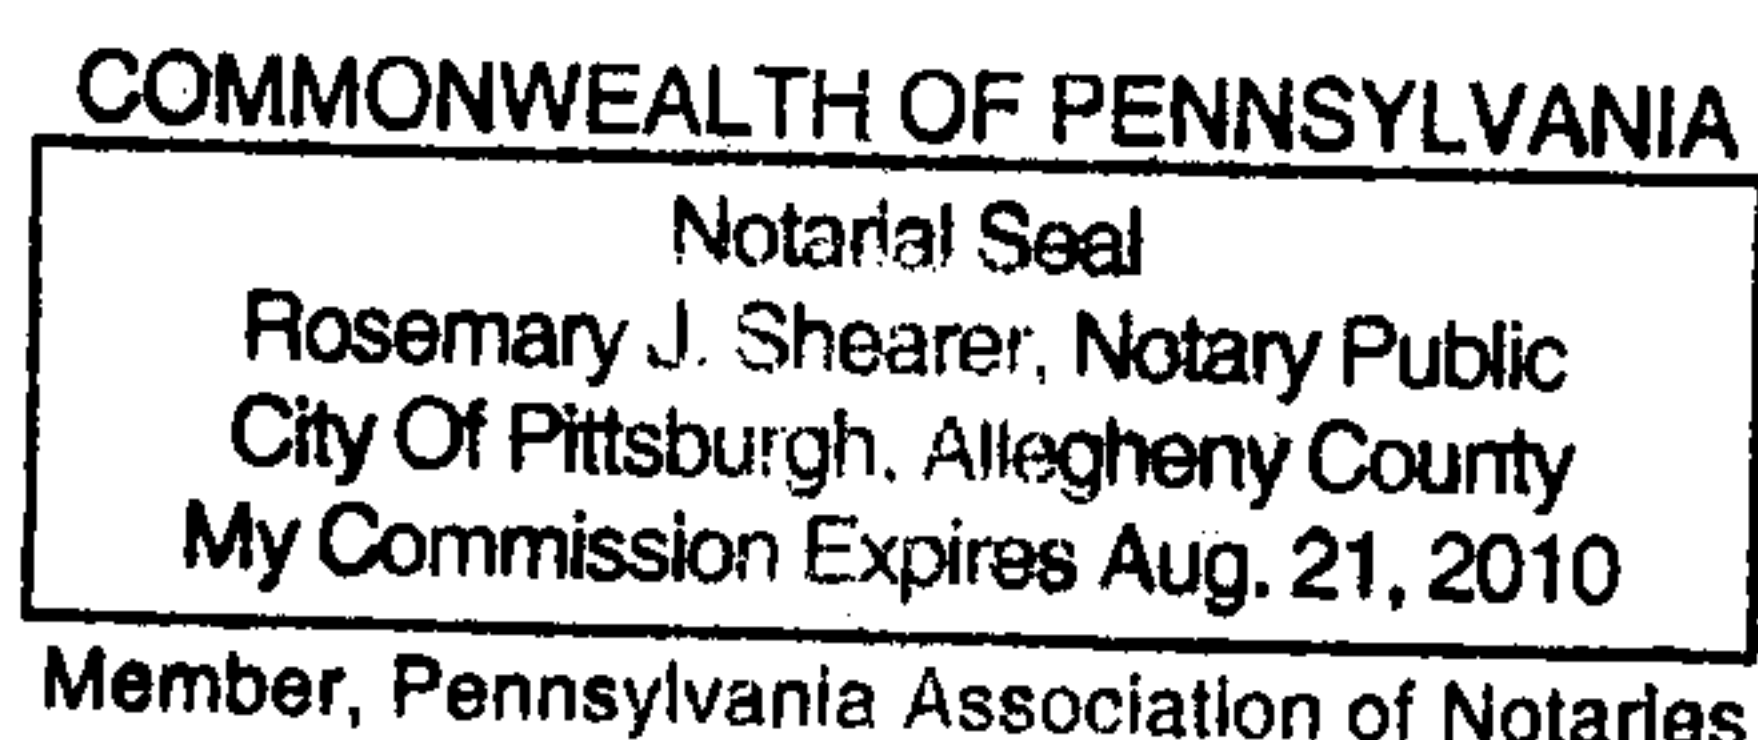 COMMONWEALTH OF PENNSYLVANIA
Notarial Seal
Rosemary J. Shearer, Notary Public
City Of Pittsburgh, Allegheny County
My Commission Expires Aug. 21, 2010
Member, Pennsylvania Association of Notaries